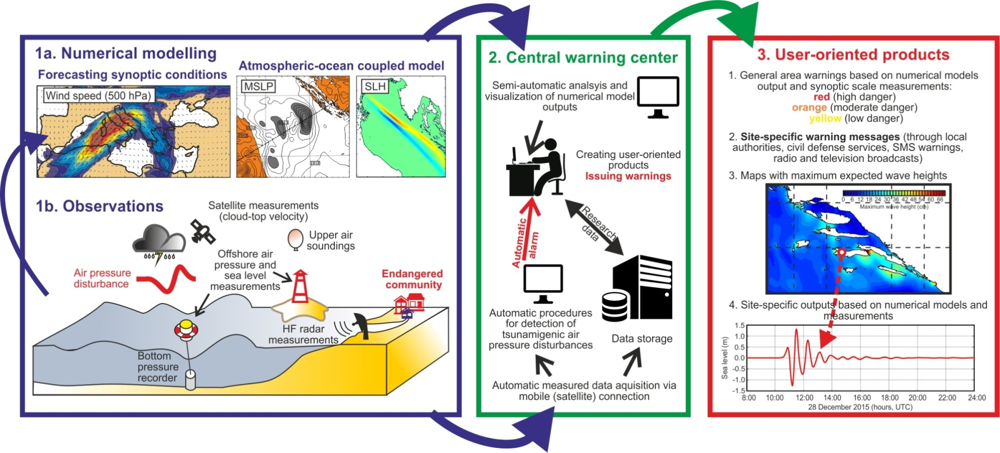 1a. Numerical modelling
Forecasting synoptic conditions
Atmospheric-ocean coupled model
Wind speed (500 hPa)
MSLP
SLH
1013
1012
1012
1012
1b. Observations
Satellite measurements
(cloud-top velocity)
Upper air
soundings
Offshore air
pressure and
sea level
measurements
Air pressure
disturbance
Endangered
community
HF radar
measurements
Bottom
pressure
recorder
2. Central warning center
Semi-automatic analsyis and
visualization of numerical model
outputs
Creating user-oriented
products
Issuing warnings
Automatic
alarm
Research
data
Automatic procedures
for detection of
tsunamigenic air
pressure disturbances
Data storage
Automatic measured data aquisition via
mobile (satellite) connection
3. User-oriented products
1. General area warnings based on numerical models
output and synoptic scale measurements:
red (high danger)
orange (moderate danger)
yellow (low danger)
2. Site-specific warning messages (through local
authorities, civil defense services, SMS warnings,
radio and television broadcasts)
3. Maps with maximum expected wave heights
0 6 12 18 24 30 36 42 48 54 60 66
Maximum wave height (cm)
4. Site-specific outputs based on numerical models and
measurements
Sea level (m)
1.5
1.0
0.5
0.0
-0.5
-1.0
-1.5
8:00 10:00 12:00 14:00 16:00 18:00 20:00 22:00 24:00
28 December 2015 (hours, UTC)